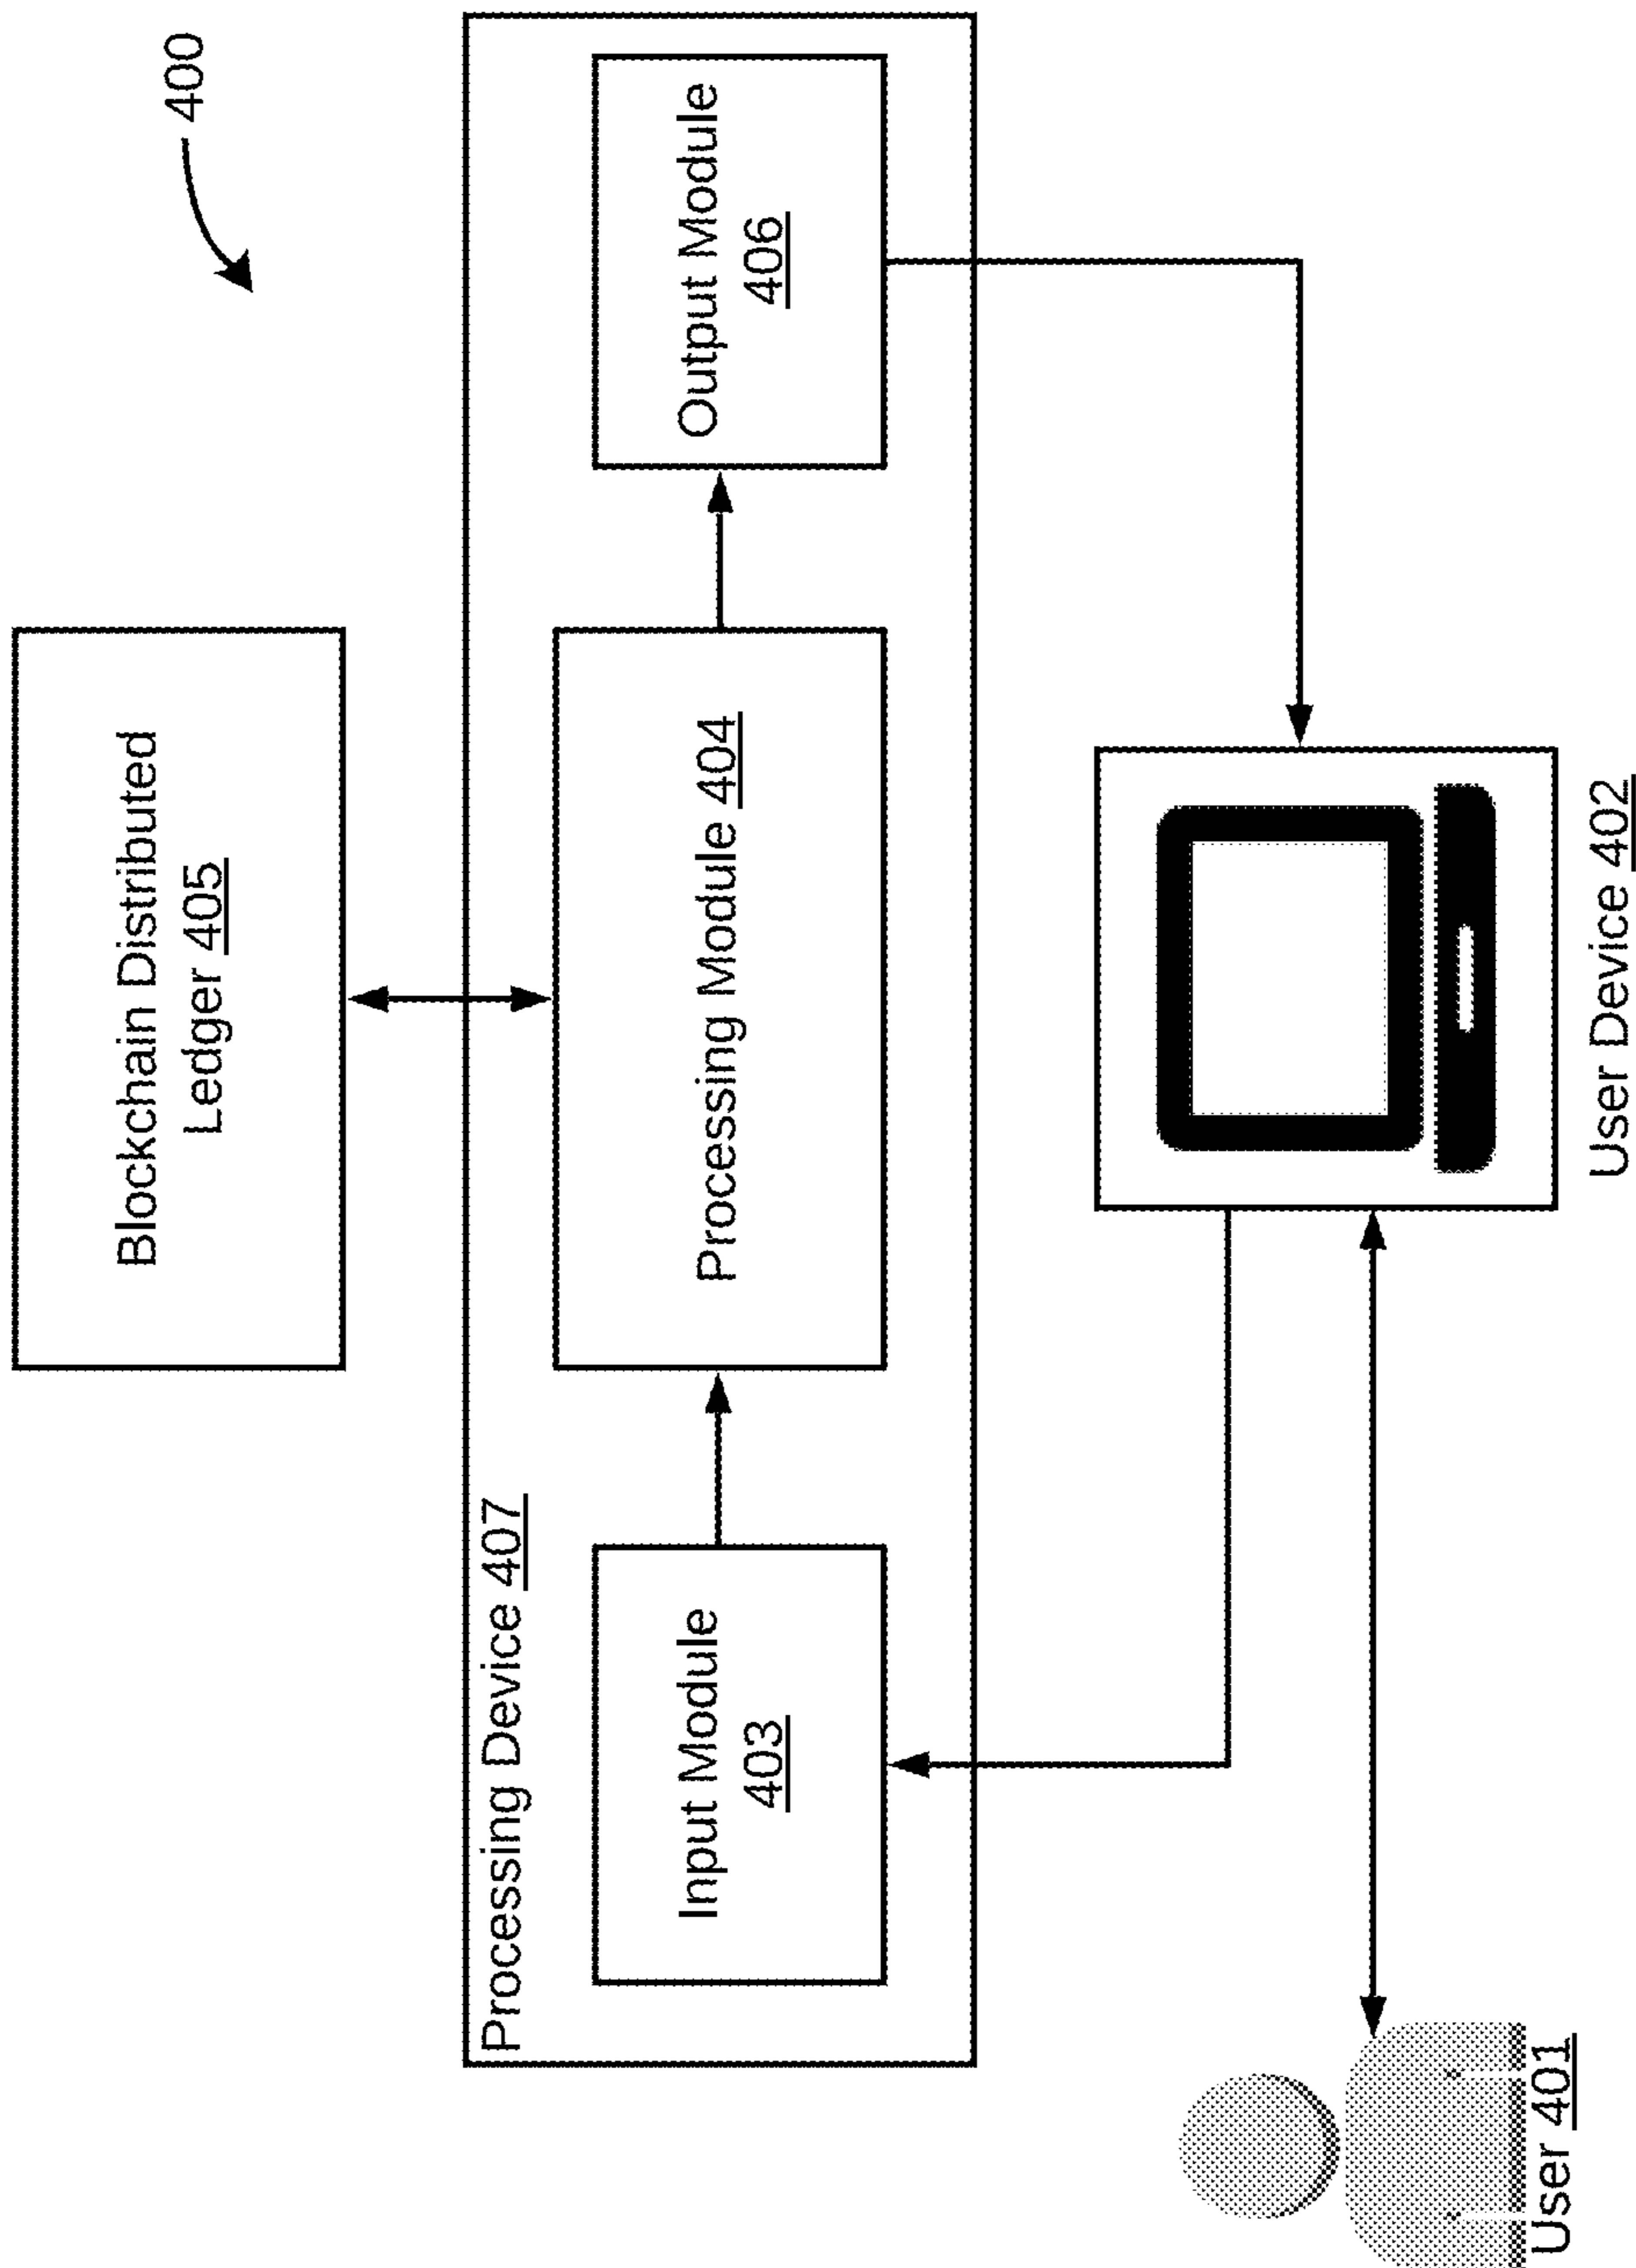 400
Blockchain Distributed
Ledger 405
Processing Device 407
Input Module
403
Processing Module 404
Output Module
406
User 401
User Device 402